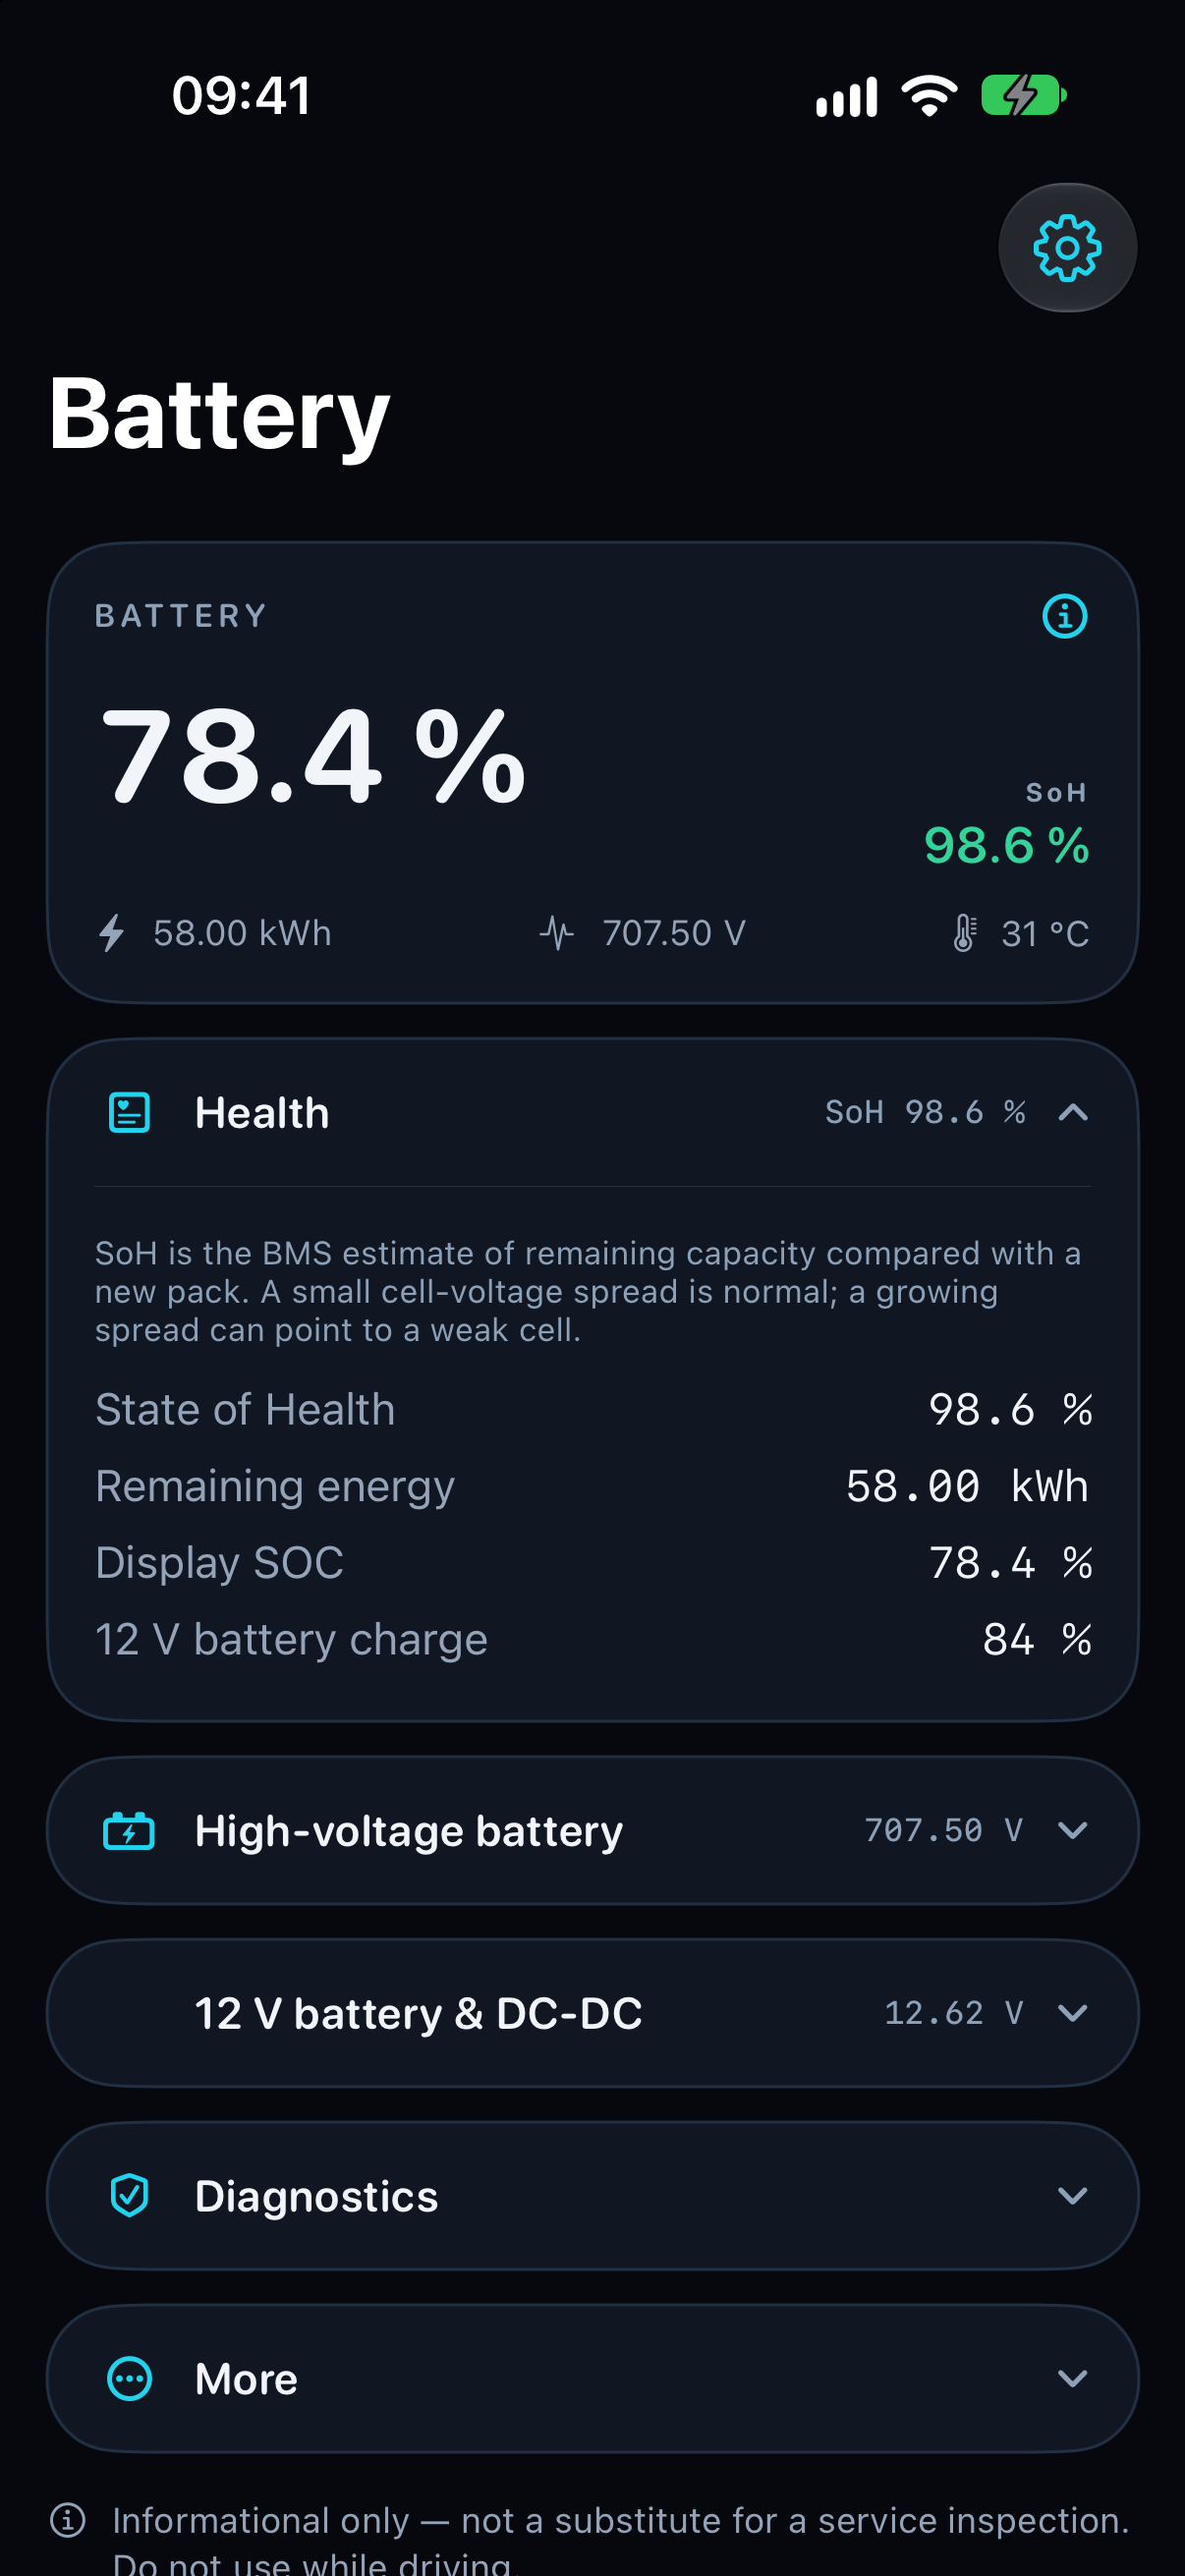 09:41
Battery
BATTERY
78.4 %
SoH
98.6 %
58.00 kWh
707.50 V
31 °C
Health
SoH 98.6 %
SoH is the BMS estimate of remaining capacity compared with a
new pack. A small cell-voltage spread is normal; a growing
spread can point to a weak cell.
State of Health 98.6 %
Remaining energy 58.00 kWh
Display SOC 78.4 %
12 V battery charge 84 %
High-voltage battery 707.50 V
12 V battery & DC-DC 12.62 V
Diagnostics
More
Informational only — not a substitute for a service inspection.
Do not use while driving.